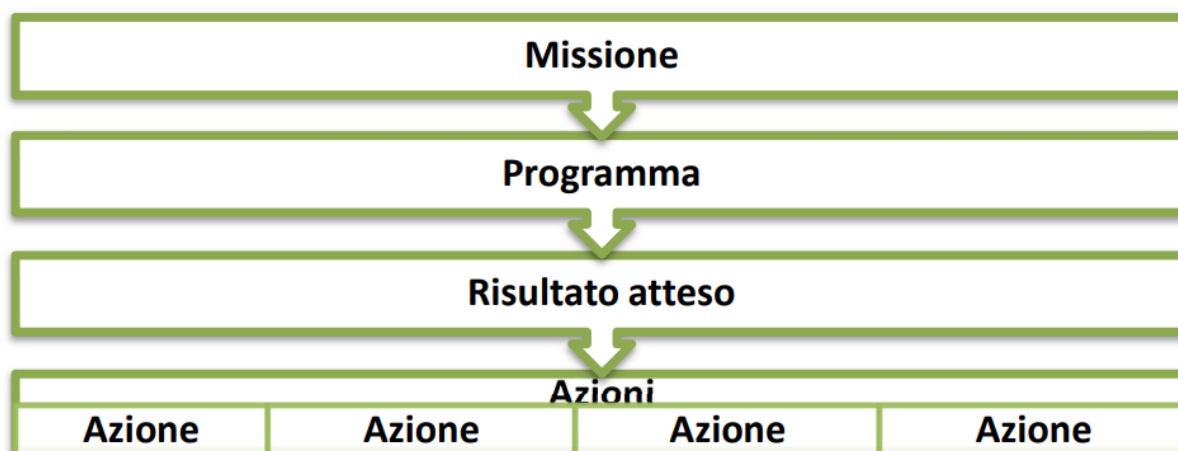 Missione
Programma
Risultato atteso
Azioni
Azione Azione Azione Azione